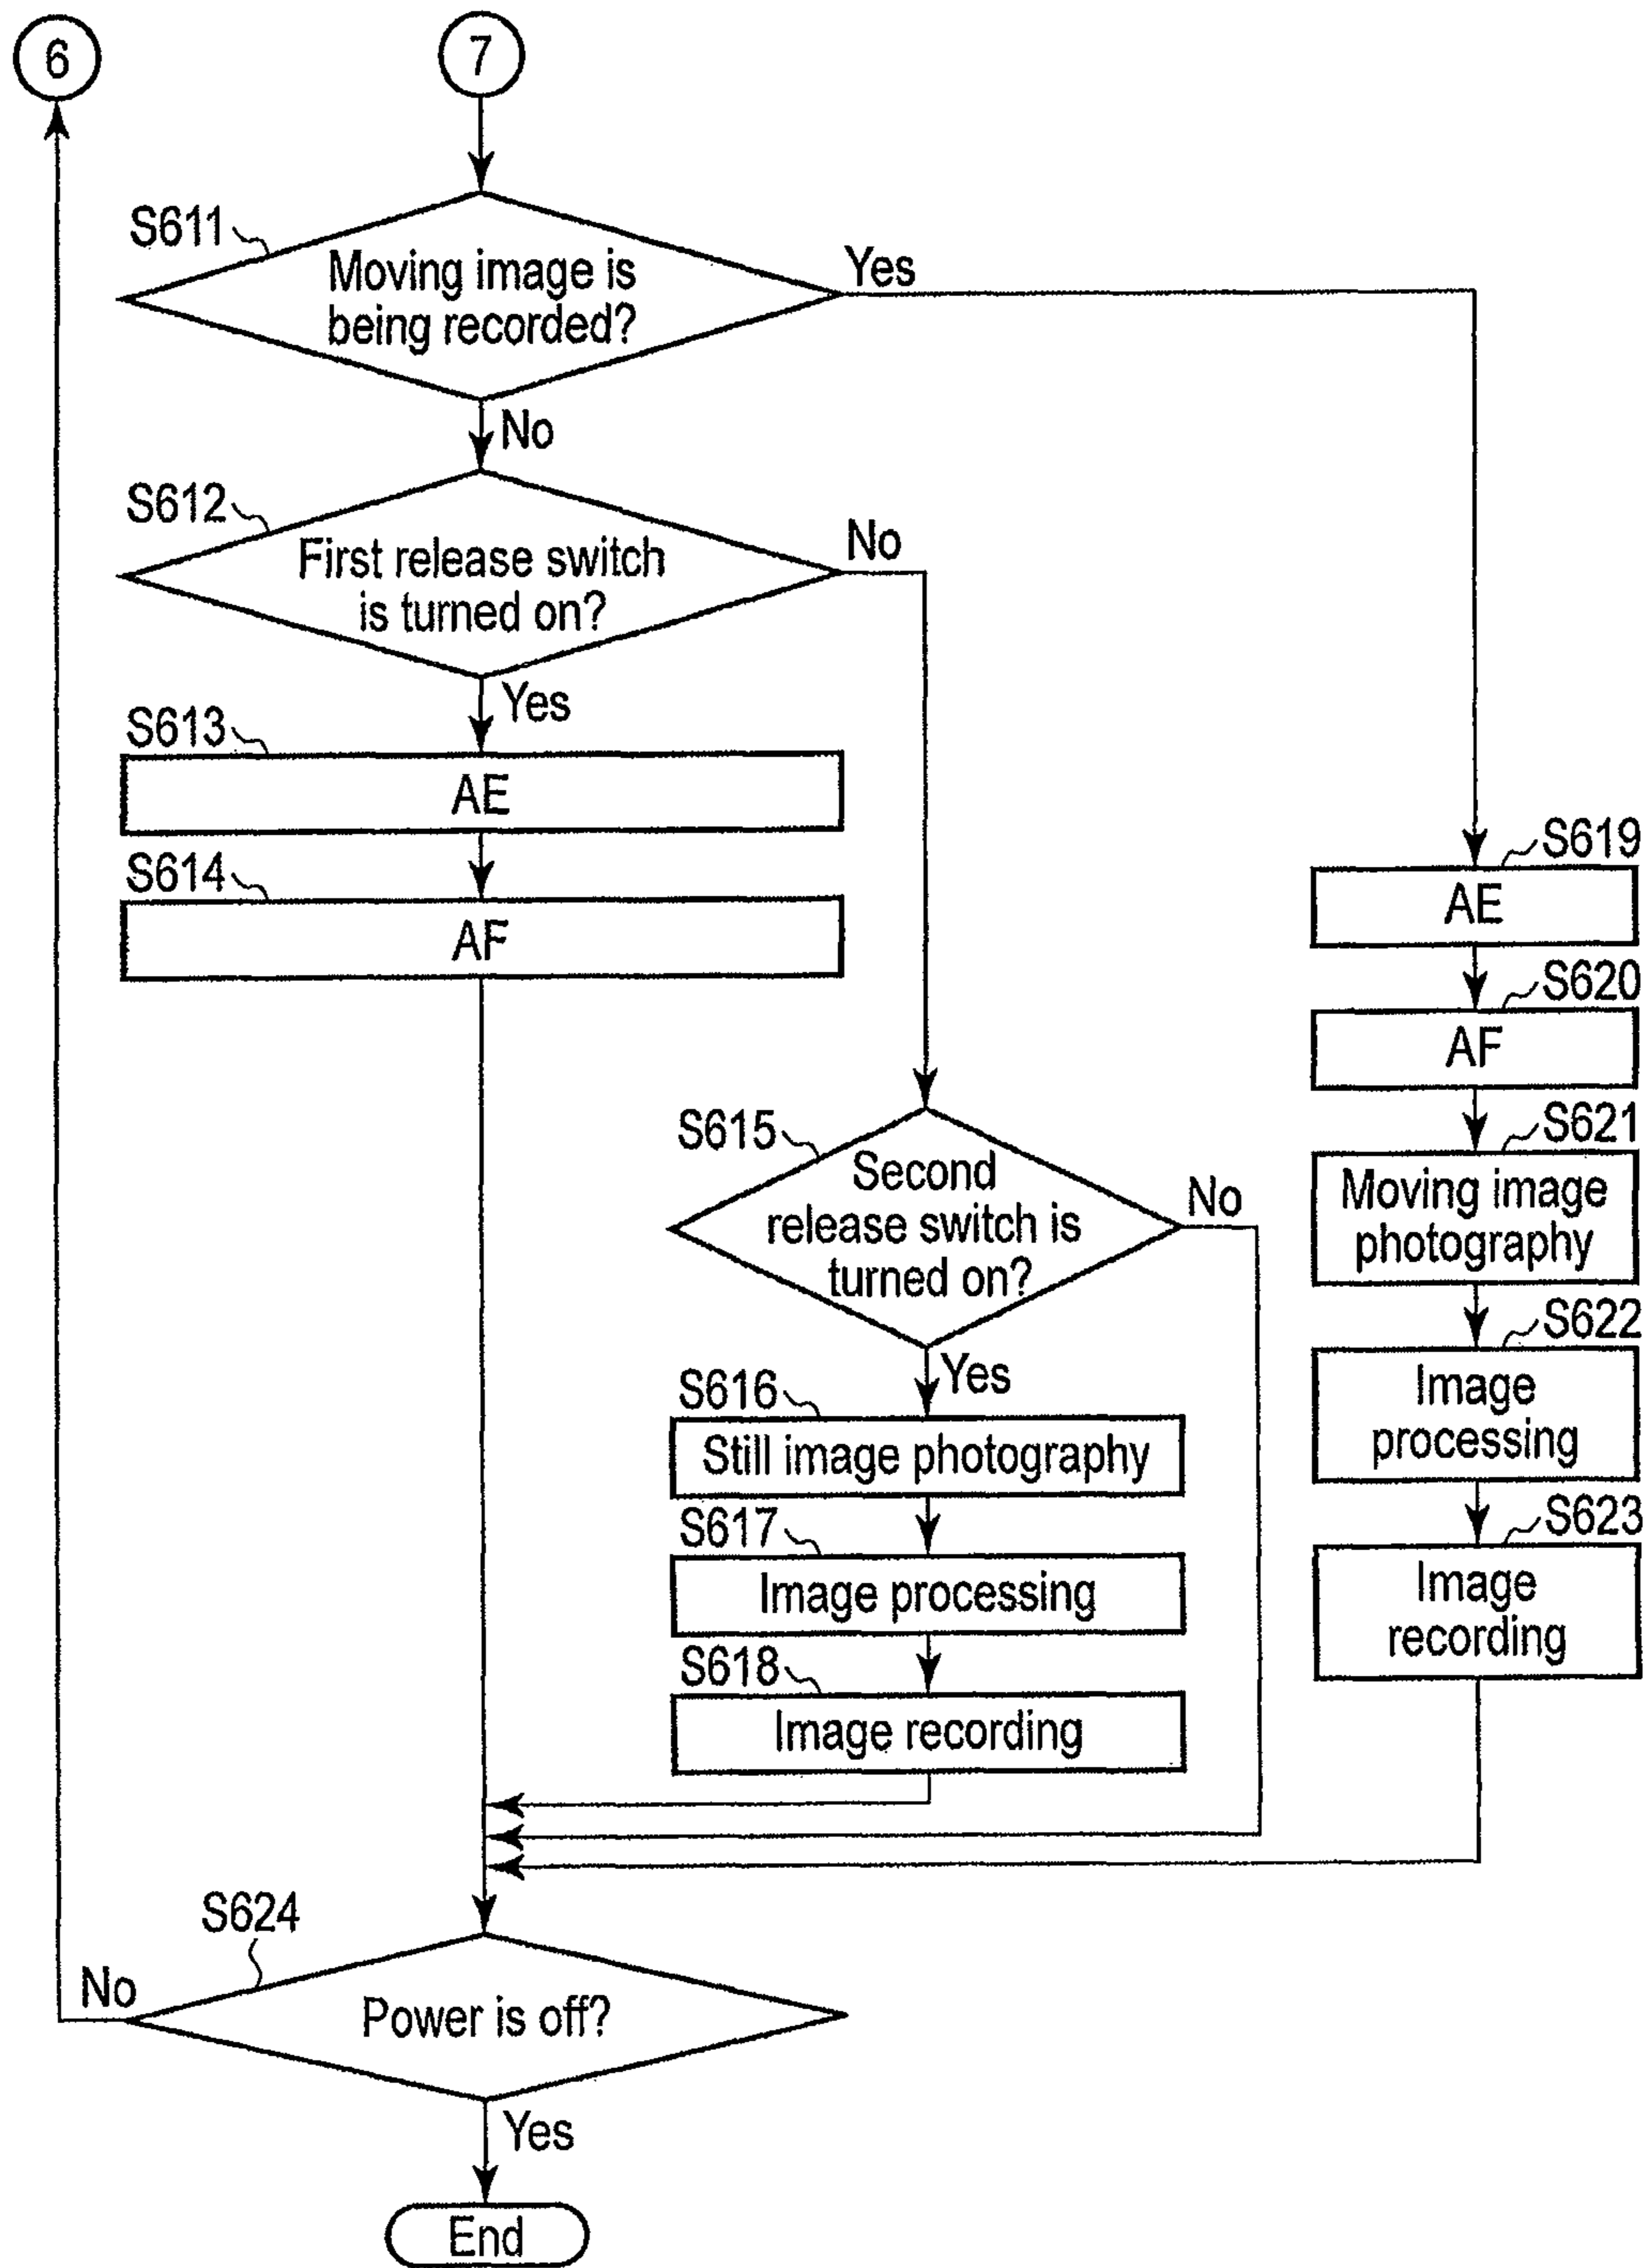 6
7
S611
Moving image is
being recorded?
Yes
No
S612
First release switch
is turned on?
No
Yes
S613
AE
S614
AF
S615
Second
release switch is
turned on?
No
Yes
S616
Still image photography
S617
Image processing
S618
Image recording
S619
AE
S620
AF
S621
Moving image
photography
S622
Image
processing
S623
Image
recording
S624
Power is off?
No
Yes
End